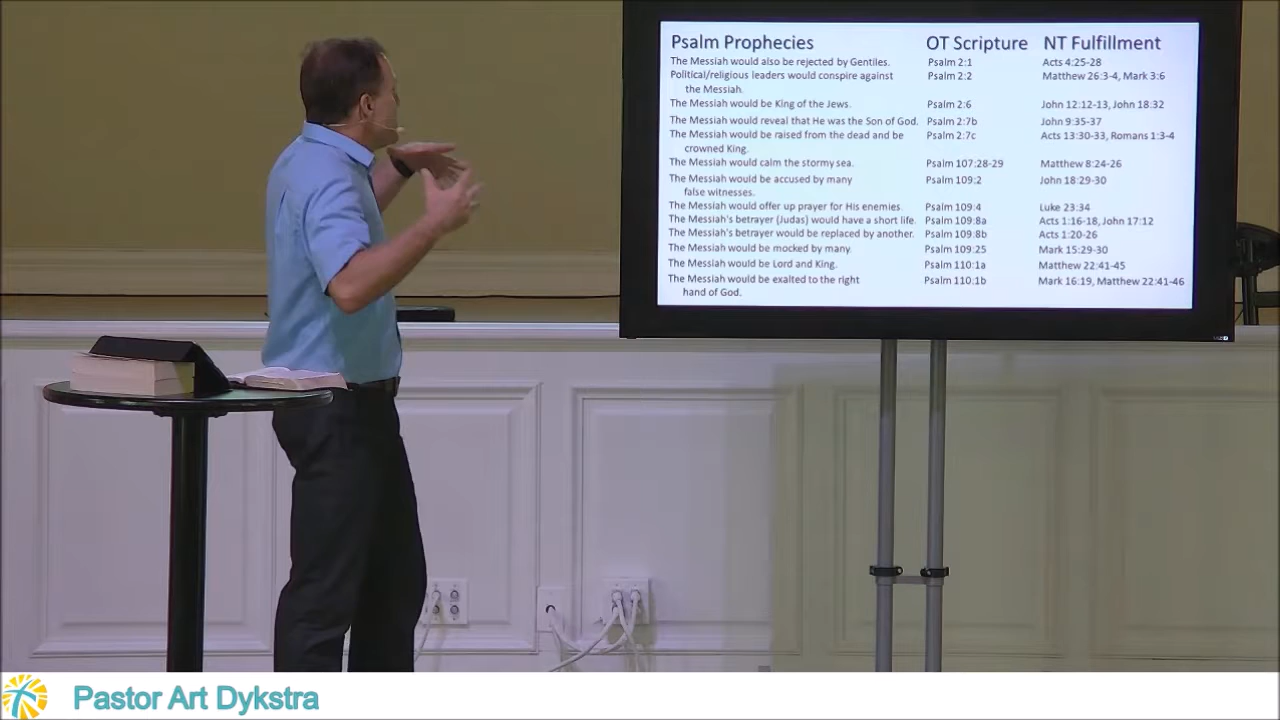 Psalm Prophecies OT Scripture NT Fulfillment
The Messiah would also be rejected by Gentiles. Psalm 2:1 Acts 4:25-28
Political/religious leaders would conspire against Psalm 2:2 Matthew 26:3-4, Mark 3:6
the Messiah.
The Messiah would be King of the Jews. Psalm 2:6 John 12:12-13, John 18:32
The Messiah would reveal that He was the Son of God. Psalm 2:7b John 9:35-37
The Messiah would be raised from the dead and be Psalm 2:7c Acts 13:30-33, Romans 1:3-4
crowned King.
The Messiah would calm the stormy sea. Psalm 107:28-29 Matthew 8:24-26
The Messiah would be accused by many Psalm 109:2 John 18:29-30
false witnesses.
The Messiah would offer up prayer for His enemies. Psalm 109:4 Luke 23:34
The Messiah's betrayer (Judas) would have a short life. Psalm 109:8a Acts 1:16-18, John 17:12
The Messiah's betrayer would be replaced by another. Psalm 109:8b Acts 1:20-26
The Messiah would be mocked by many. Psalm 109:25 Mark 15:29-30
The Messiah would be Lord and King. Psalm 110:1a Matthew 22:41-45
The Messiah would be exalted to the right Psalm 110:1b Mark 16:19, Matthew 22:41-46
hand of God.
Pastor Art Dykstra